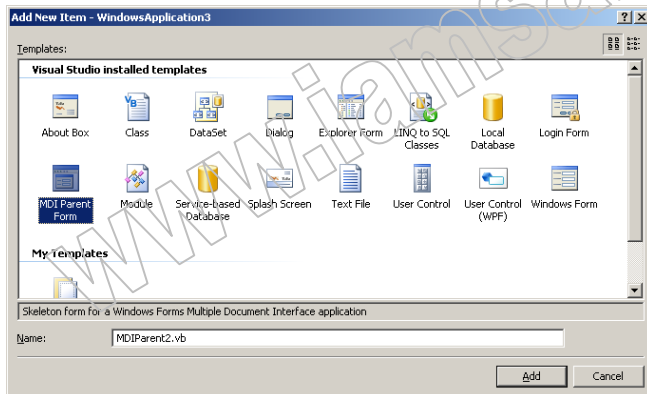 Add New Item - WindowsApplication3
Templates:
Visual Studio installed templates
About Box
Class
DataSet
Dialog
Explorer Form
LINQ to SQL
Classes
Local
Database
Login Form
MDI Parent
Form
Module
Service-based
Database
Splash Screen
Text File
User Control
User Control
(WPF)
Windows Form
My Templates
Skeleton form for a Windows Forms Multiple Document Interface application
Name:
MDIParent2.vb
Add
Cancel
www.iamsa